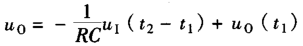 u_O = - \frac{1}{RC} u_I (t_2 - t_1) + u_O (t_1)